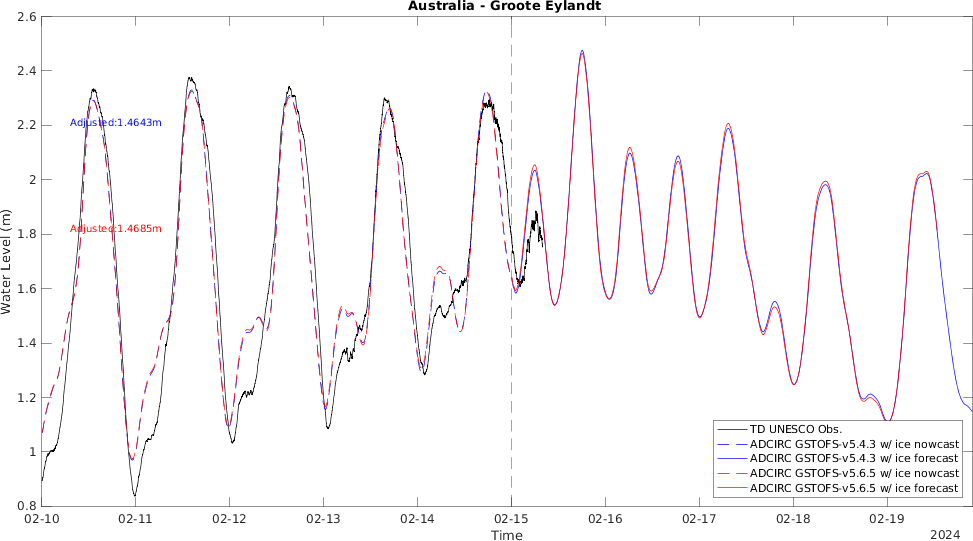 Australia - Groote Eylandt
2.6
2.4
2.2
2
1.8
1.6
1.4
1.2
1
0.8
Water Level (m)
Adjusted:1.4643m
Adjusted:1.4685m
TD UNESCO Obs.
ADCIRC GSTOFS-v5.4.3 w/ ice nowcast
ADCIRC GSTOFS-v5.4.3 w/ ice forecast
ADCIRC GSTOFS-v5.6.5 w/ ice nowcast
ADCIRC GSTOFS-v5.6.5 w/ ice forecast
02-10 02-11 02-12 02-13 02-14 02-15 02-16 02-17 02-18 02-19
Time
2024